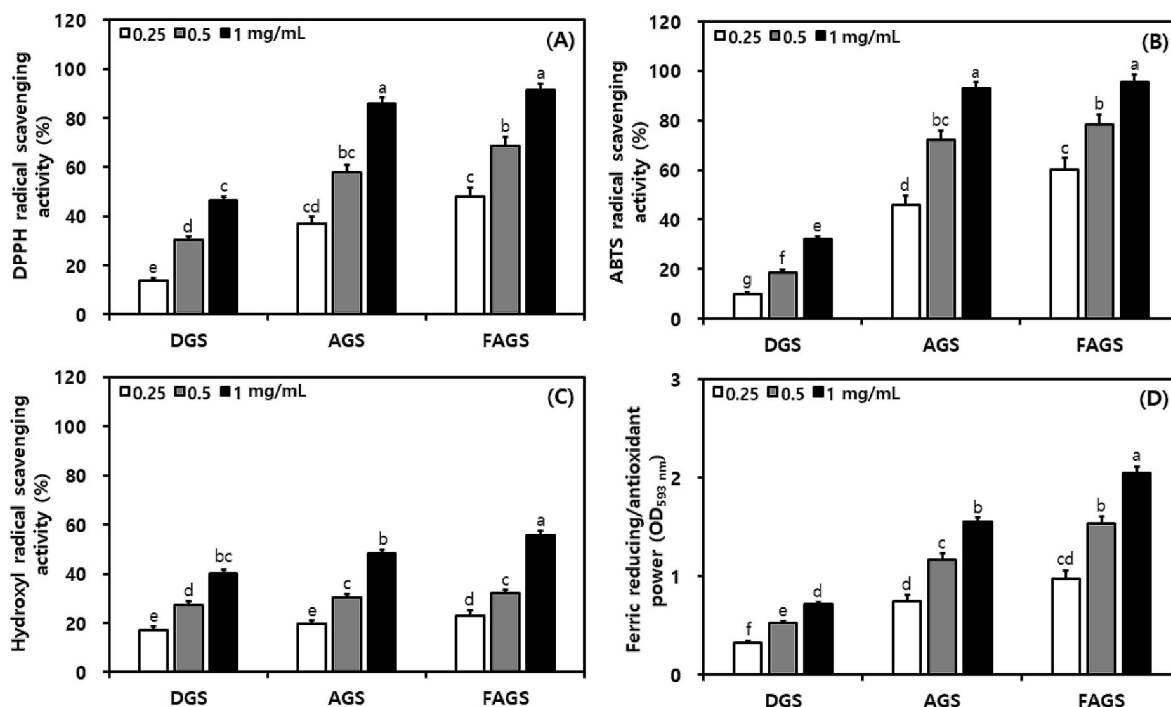 DPPH radical scavenging
activity (%)
120
100
80
60
40
20
0
0.25 0.5 1 mg/mL
(A)
e d c
cd bc a
c b a
DGS AGS FAGS
ABTS radical scavenging
activity (%)
120
100
80
60
40
20
0
0.25 0.5 1 mg/mL
(B)
g f e
d bc a
c b a
DGS AGS FAGS
Hydroxyl radical scavenging
activity (%)
120
100
80
60
40
20
0
0.25 0.5 1 mg/mL
(C)
e d bc
e c b
d c a
DGS AGS FAGS
Ferric reducing/antioxidant
power (OD593 nm)
3
2
1
0
0.25 0.5 1 mg/mL
(D)
f e d
d c b
cd b a
DGS AGS FAGS